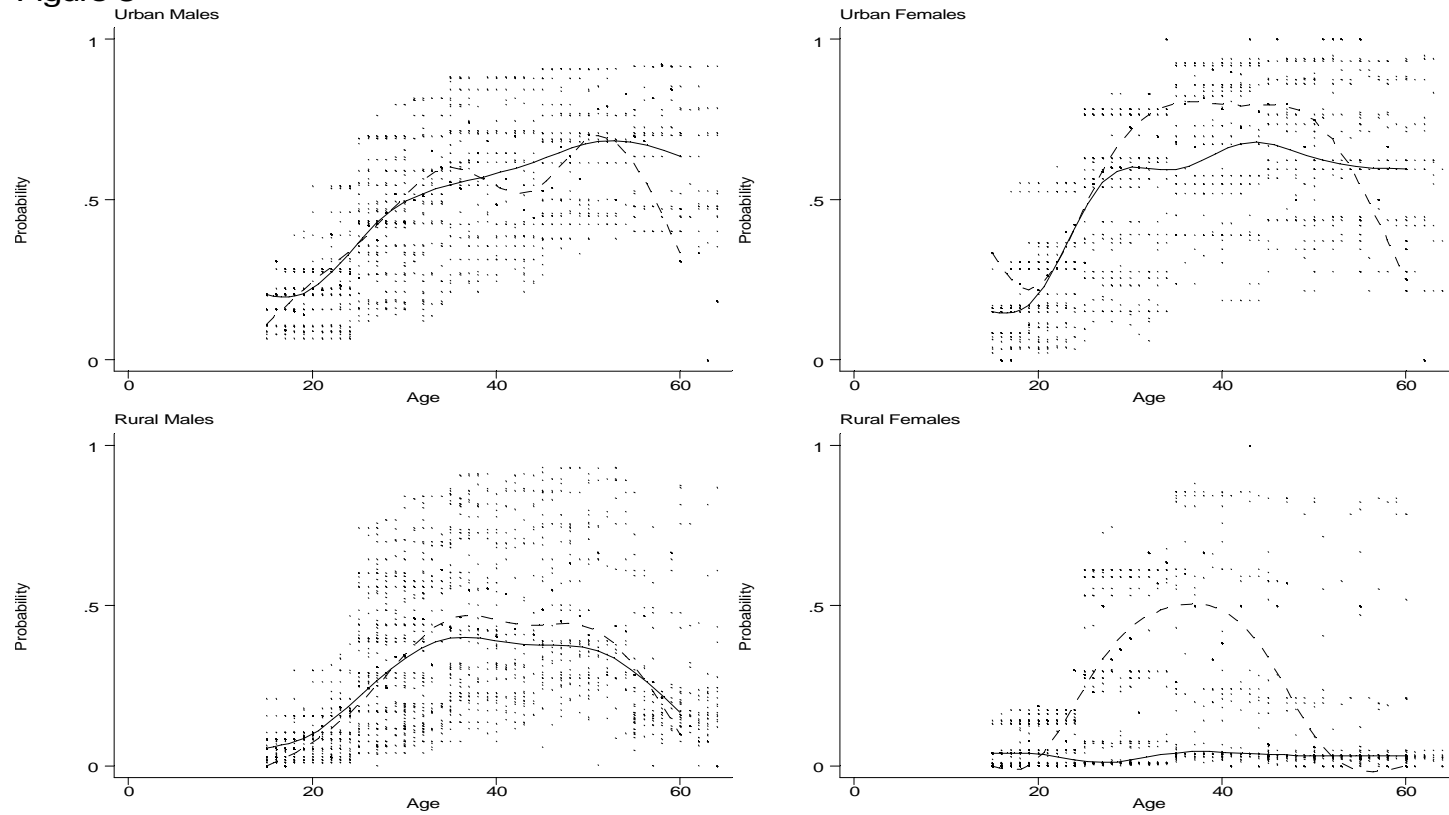 Figure 3
Urban Males
Probability
1
.5
0
0 20 40 60
Age
Urban Females
Probability
1
.5
0
0 20 40 60
Age
Rural Males
Probability
1
.5
0
0 20 40 60
Age
Rural Females
Probability
1
.5
0
0 20 40 60
Age